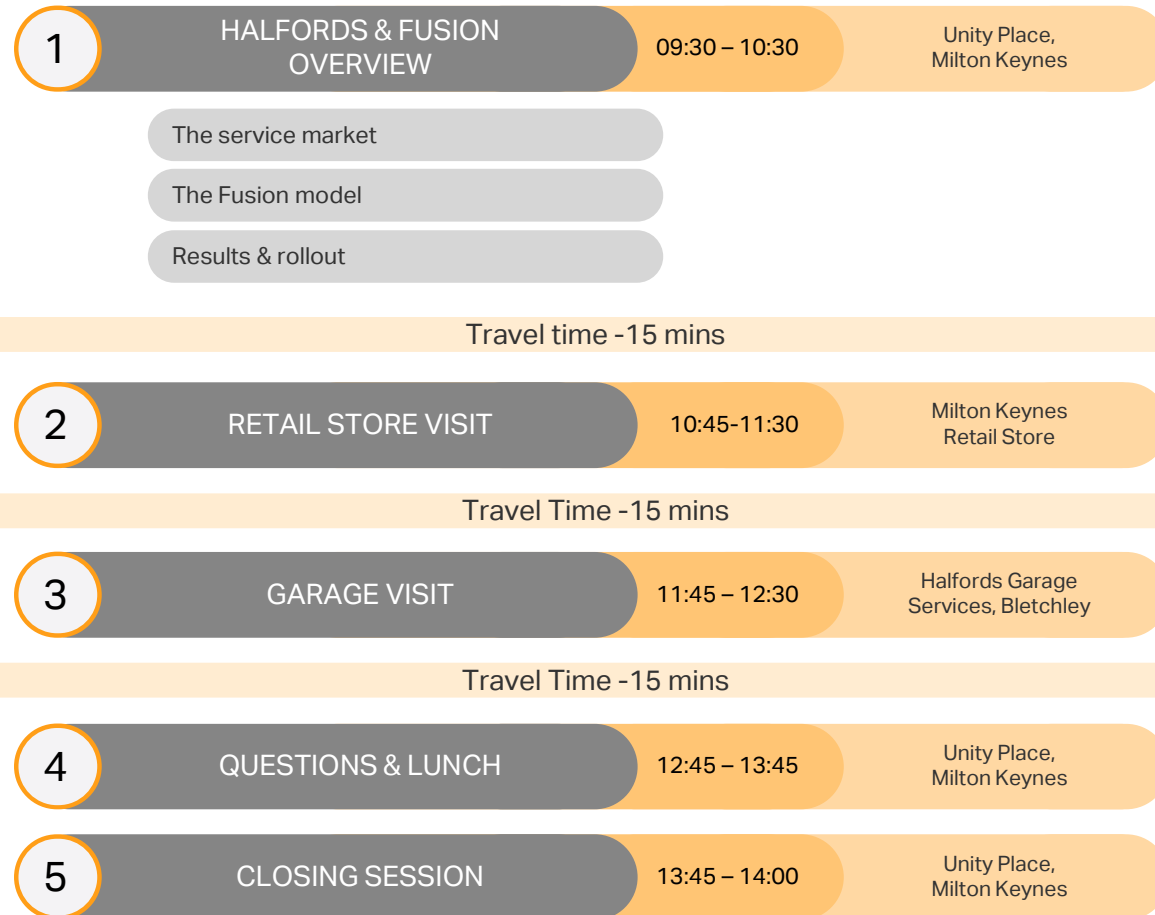 1
HALFORDS & FUSION
OVERVIEW
09:30 – 10:30
Unity Place,
Milton Keynes
The service market
The Fusion model
Results & rollout
Travel time -15 mins
2
RETAIL STORE VISIT
10:45-11:30
Milton Keynes
Retail Store
Travel Time -15 mins
3
GARAGE VISIT
11:45 – 12:30
Halfords Garage
Services, Bletchley
Travel Time -15 mins
4
QUESTIONS & LUNCH
12:45 – 13:45
Unity Place,
Milton Keynes
5
CLOSING SESSION
13:45 – 14:00
Unity Place,
Milton Keynes